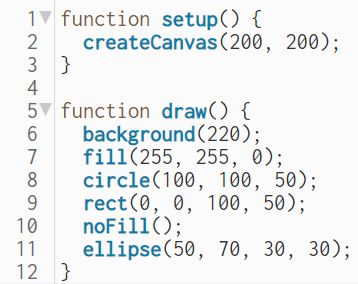 1 function setup() {
2 createCanvas(200, 200);
3 }
4
5 function draw() {
6 background(220);
7 fill(255, 255, 0);
8 circle(100, 100, 50);
9 rect(0, 0, 100, 50);
10 noFill();
11 ellipse(50, 70, 30, 30);
12 }